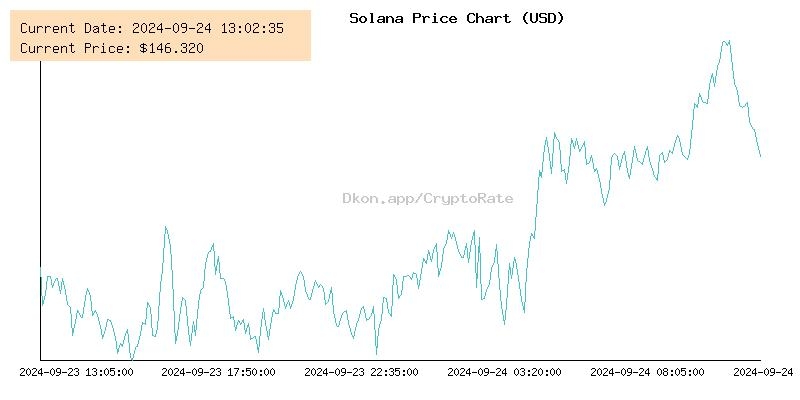 Solana Price Chart (USD)
Current Date: 2024-09-24 13:02:35
Current Price: $146.320
Dkon.app/CryptoRate
2024-09-23 13:05:00 2024-09-23 17:50:00 2024-09-23 22:35:00 2024-09-24 03:20:00 2024-09-24 08:05:00 2024-09-24